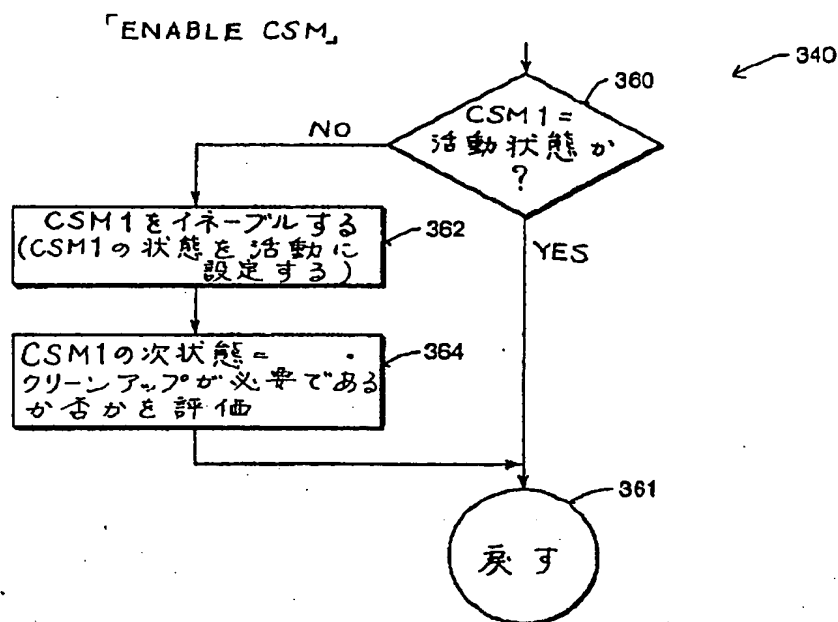 「ENABLE CSM」
340
360
CSM1=
活動状態か
?
NO
CSM1をイネーブルする
(CSM1の状態を活動に
設定する)
362
YES
CSM1の次状態=
クリーンアップが必要である
か否かを評価
364
361
戻す